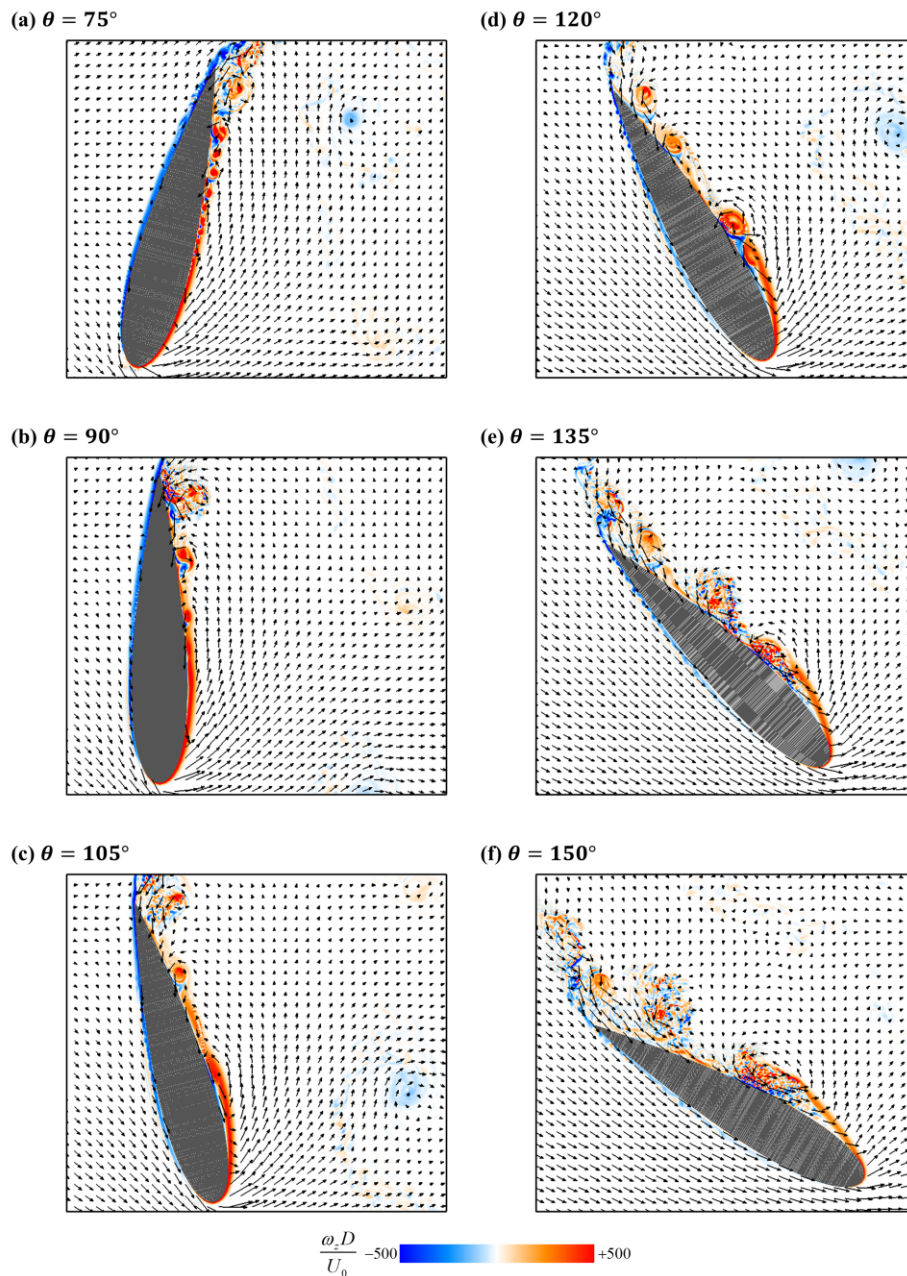 (a) θ = 75°
(b) θ = 90°
(c) θ = 105°
(d) θ = 120°
(e) θ = 135°
(f) θ = 150°
ω_z D
U_0
-500
+500